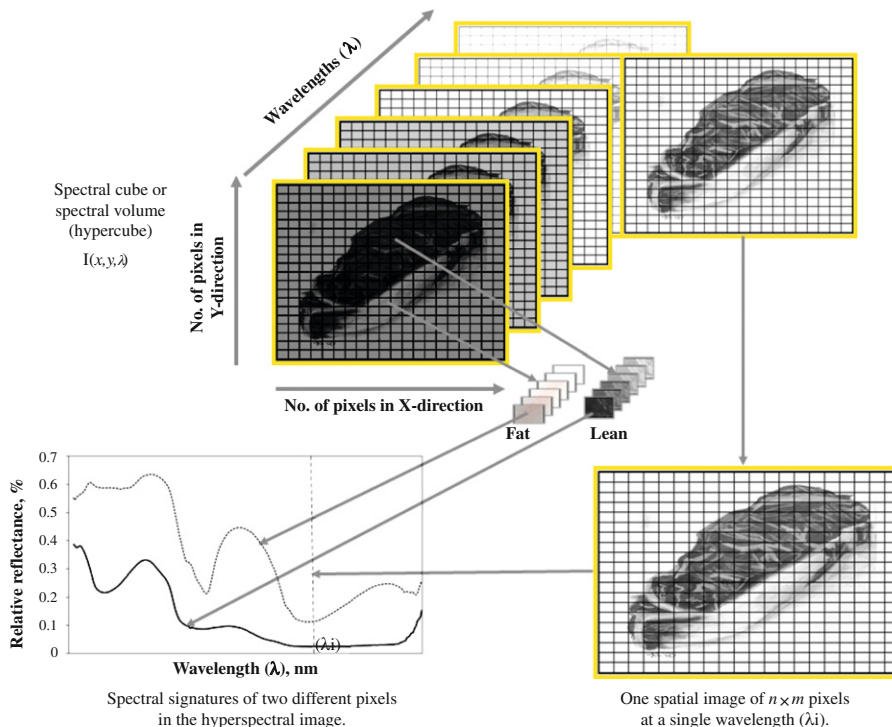 Wavelengths (λ)
Spectral cube or
spectral volume
(hypercube)
I(x,y,λ)
No. of pixels in
Y-direction
No. of pixels in X-direction
Fat
Lean
Relative reflectance, %
0.7
0.6
0.5
0.4
0.3
0.2
0.1
0
(λi)
Wavelength (λ), nm
Spectral signatures of two different pixels
in the hyperspectral image.
One spatial image of n×m pixels
at a single wavelength (λi).